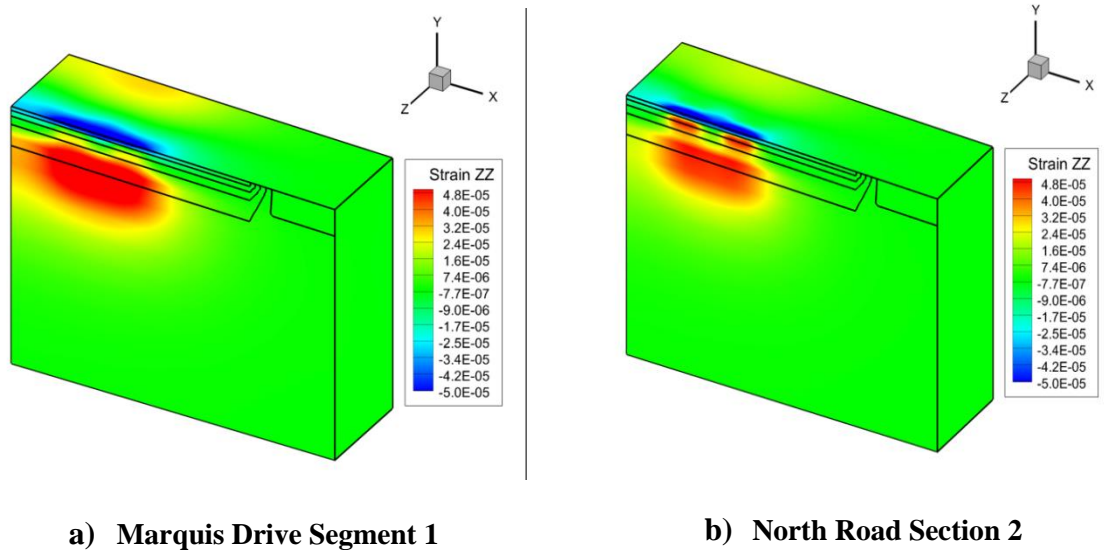 Y
X
Z
Strain ZZ
4.8E-05
4.0E-05
3.2E-05
2.4E-05
1.6E-05
7.4E-06
-7.7E-07
-9.0E-06
-1.7E-05
-2.5E-05
-3.4E-05
-4.2E-05
-5.0E-05
a) Marquis Drive Segment 1
Y
X
Z
Strain ZZ
4.8E-05
4.0E-05
3.2E-05
2.4E-05
1.6E-05
7.4E-06
-7.7E-07
-9.0E-06
-1.7E-05
-2.5E-05
-3.4E-05
-4.2E-05
-5.0E-05
b) North Road Section 2